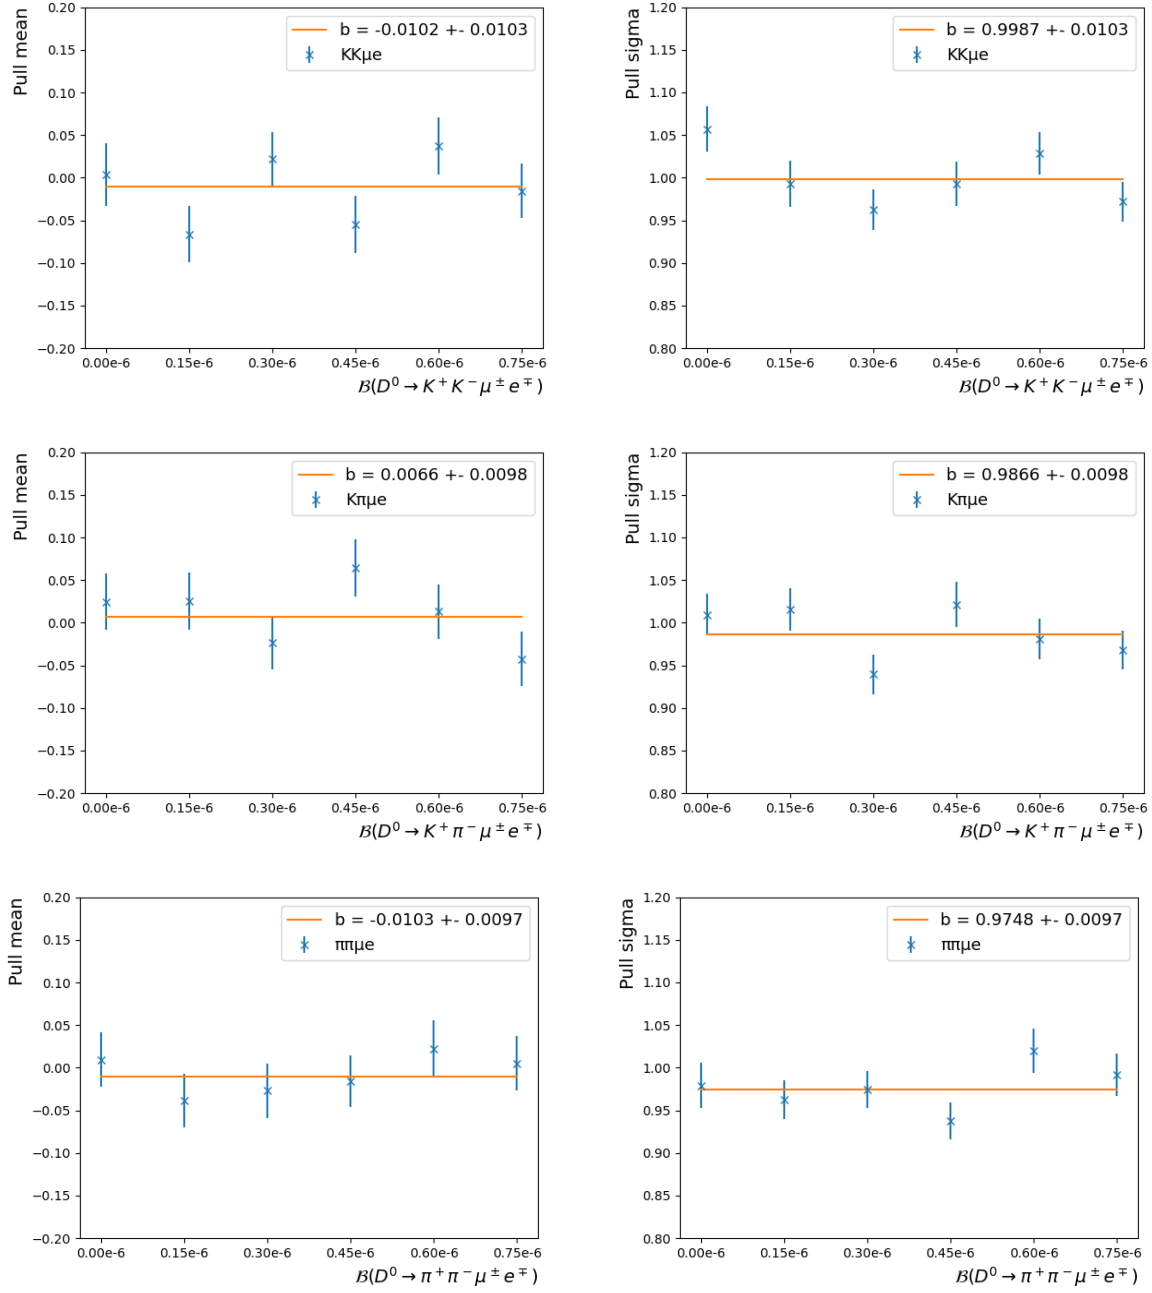 Pull mean
0.20
0.15
0.10
0.05
0.00
−0.05
−0.10
−0.15
−0.20
b = -0.0102 +- 0.0103
KKμe
0.00e-6 0.15e-6 0.30e-6 0.45e-6 0.60e-6 0.75e-6
ℬ(D⁰ → K⁺K⁻μ±e∓)
Pull sigma
1.20
1.15
1.10
1.05
1.00
0.95
0.90
0.85
0.80
b = 0.9987 +- 0.0103
KKμe
0.00e-6 0.15e-6 0.30e-6 0.45e-6 0.60e-6 0.75e-6
ℬ(D⁰ → K⁺K⁻μ±e∓)
Pull mean
0.20
0.15
0.10
0.05
0.00
−0.05
−0.10
−0.15
−0.20
b = 0.0066 +- 0.0098
Kπμe
0.00e-6 0.15e-6 0.30e-6 0.45e-6 0.60e-6 0.75e-6
ℬ(D⁰ → K⁺π⁻μ±e∓)
Pull sigma
1.20
1.15
1.10
1.05
1.00
0.95
0.90
0.85
0.80
b = 0.9866 +- 0.0098
Kπμe
0.00e-6 0.15e-6 0.30e-6 0.45e-6 0.60e-6 0.75e-6
ℬ(D⁰ → K⁺π⁻μ±e∓)
Pull mean
0.20
0.15
0.10
0.05
0.00
−0.05
−0.10
−0.15
−0.20
b = -0.0103 +- 0.0097
ππμe
0.00e-6 0.15e-6 0.30e-6 0.45e-6 0.60e-6 0.75e-6
ℬ(D⁰ → π⁺π⁻μ±e∓)
Pull sigma
1.20
1.15
1.10
1.05
1.00
0.95
0.90
0.85
0.80
b = 0.9748 +- 0.0097
ππμe
0.00e-6 0.15e-6 0.30e-6 0.45e-6 0.60e-6 0.75e-6
ℬ(D⁰ → π⁺π⁻μ±e∓)